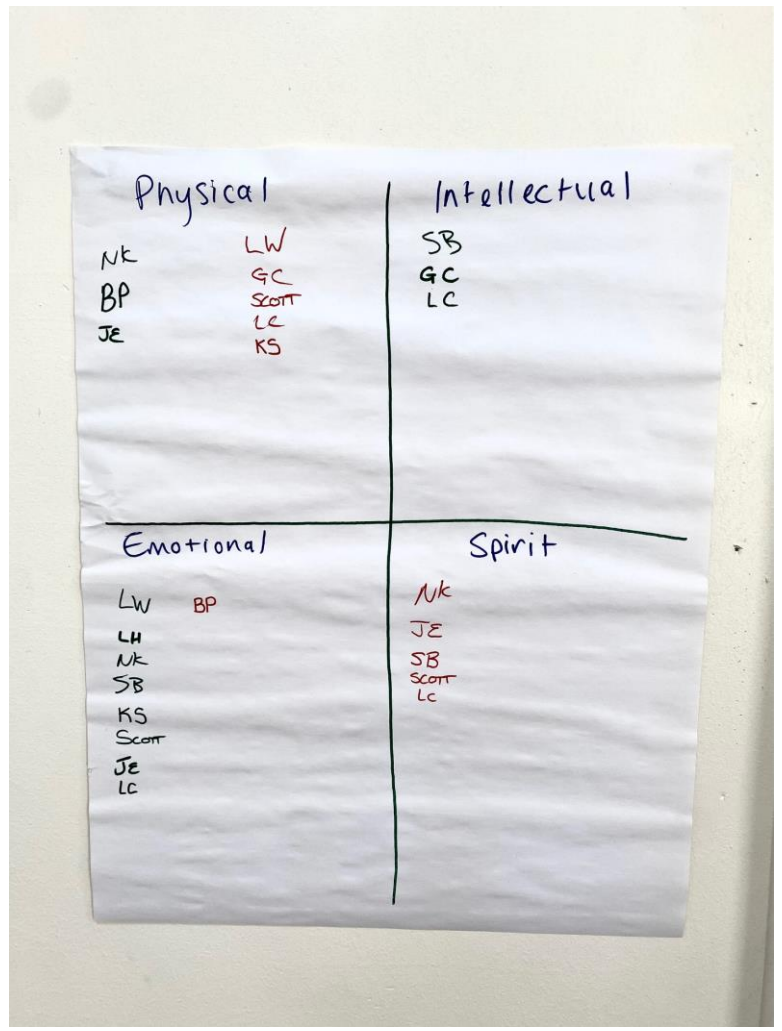 Physical
NK
BP
JE
LW
GC
SCOTT
LC
KS
Intellectual
SB
GC
LC
Emotional
LW
LH
NK
SB
KS
SCOTT
JE
LC
BP
Spirit
NK
JE
SB
SCOTT
LC